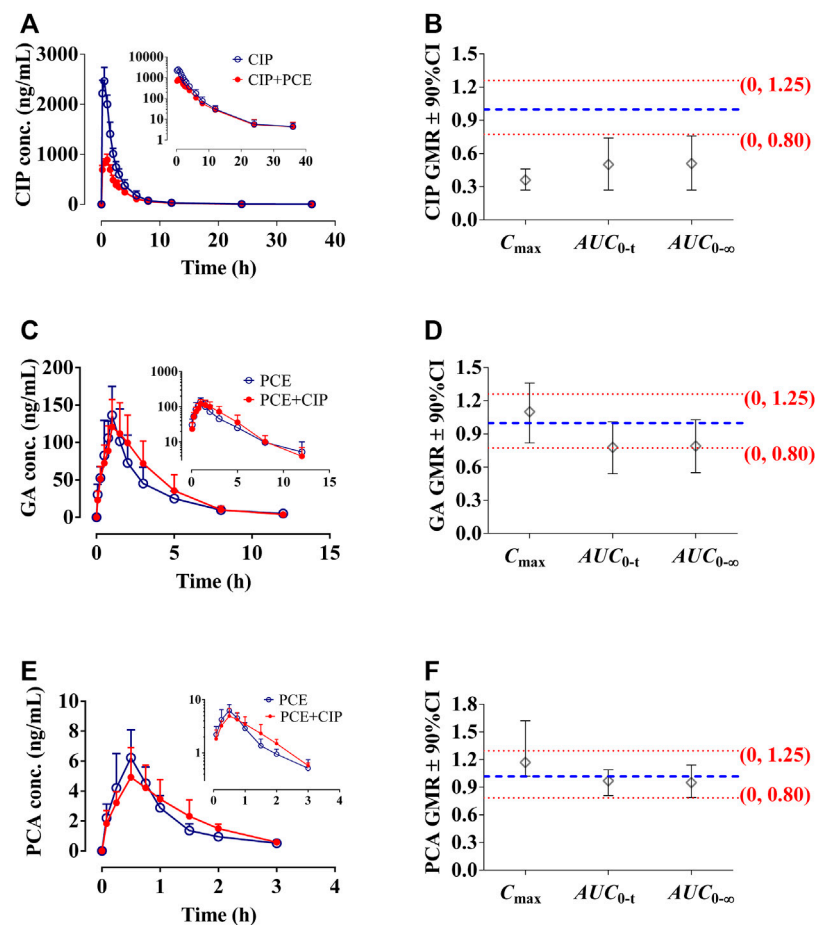 A
CIP conc. (ng/mL)
3000
2000
1000
0
0 10 20 30 40
Time (h)
10000
1000
100
10
1
0 10 20 30 40
CIP
CIP+PCE
B
CIP GMR ± 90%CI
1.5
1.2
0.9
0.6
0.3
0.0
(0, 1.25)
(0, 0.80)
Cmax AUC0-t AUC0-∞
C
GA conc. (ng/mL)
200
150
100
50
0
0 5 10 15
Time (h)
1000
100
10
0 5 10 15
PCE
PCE+CIP
D
GA GMR ± 90%CI
1.5
1.2
0.9
0.6
0.3
0.0
(0, 1.25)
(0, 0.80)
Cmax AUC0-t AUC0-∞
E
PCA conc. (ng/mL)
10
8
6
4
2
0
0 1 2 3 4
Time (h)
10
1
0 1 2 3 4
PCE
PCE+CIP
F
PCA GMR ± 90%CI
1.8
1.5
1.2
0.9
0.6
0.3
0.0
(0, 1.25)
(0, 0.80)
Cmax AUC0-t AUC0-∞